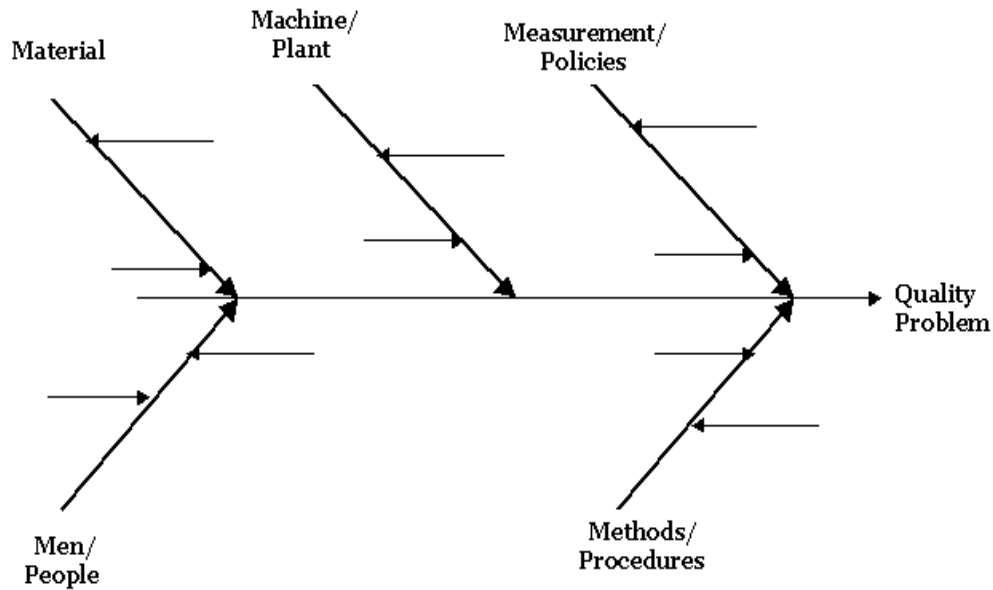 Material
Machine/
Plant
Measurement/
Policies
Quality
Problem
Men/
People
Methods/
Procedures